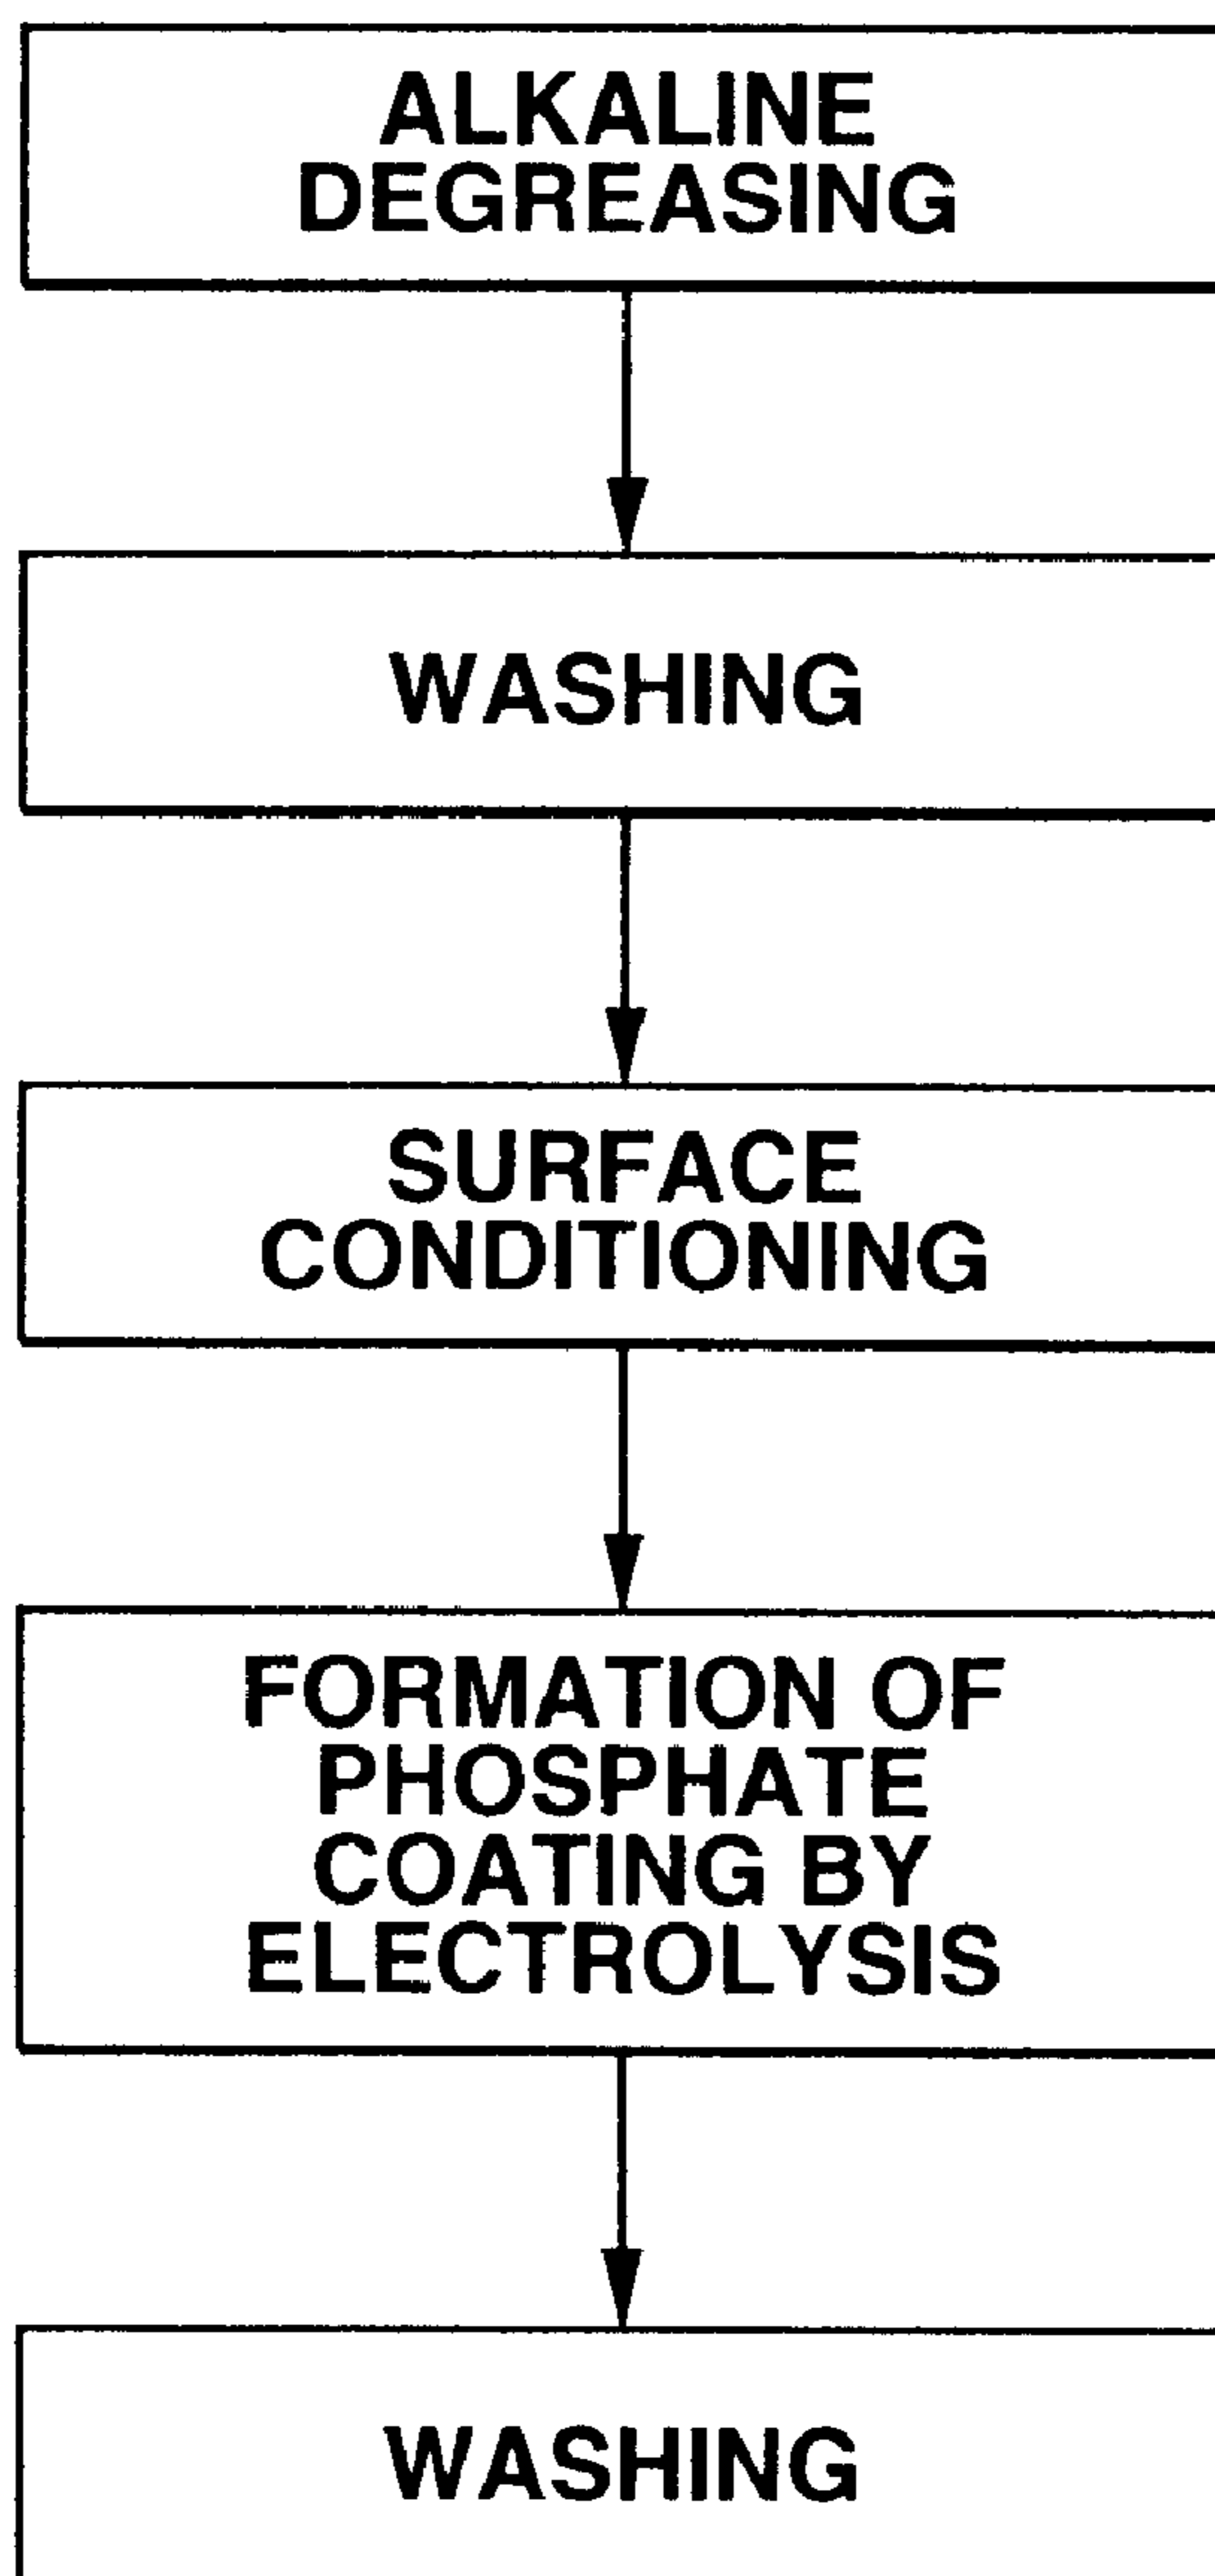 ALKALINE
DEGREASING
WASHING
SURFACE
CONDITIONING
FORMATION OF
PHOSPHATE
COATING BY
ELECTROLYSIS
WASHING